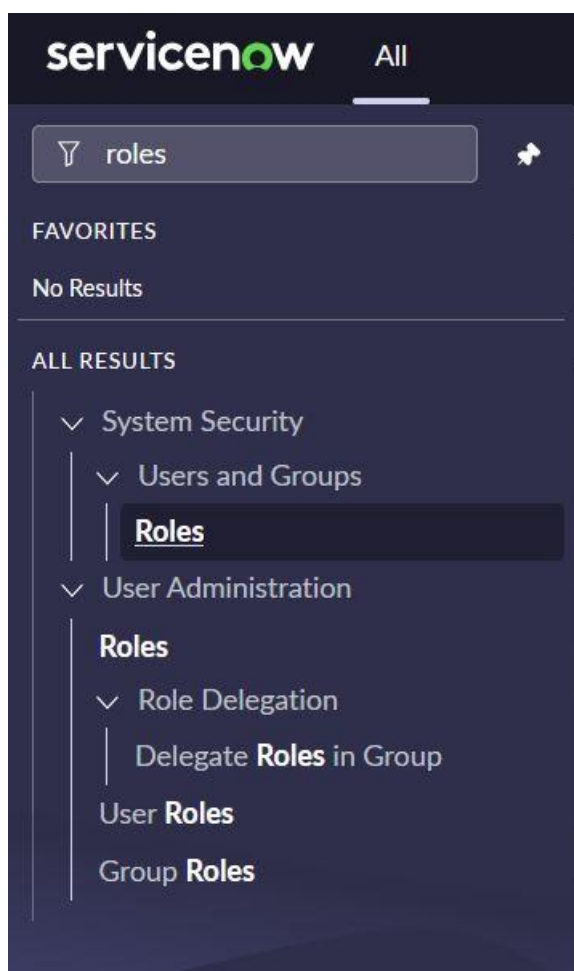 servicenow All
roles
FAVORITES
No Results
ALL RESULTS
System Security
Users and Groups
Roles
User Administration
Roles
Role Delegation
Delegate Roles in Group
User Roles
Group Roles